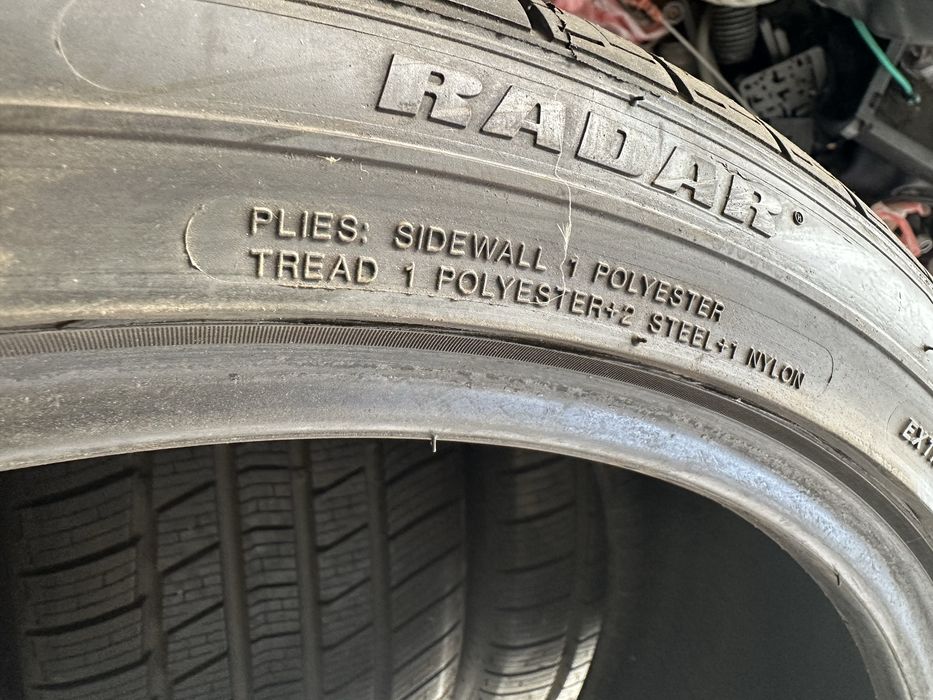 RADAR®
PLIES: SIDEWALL 1 POLYESTER
TREAD 1 POLYESTER+2 STEEL+1 NYLON